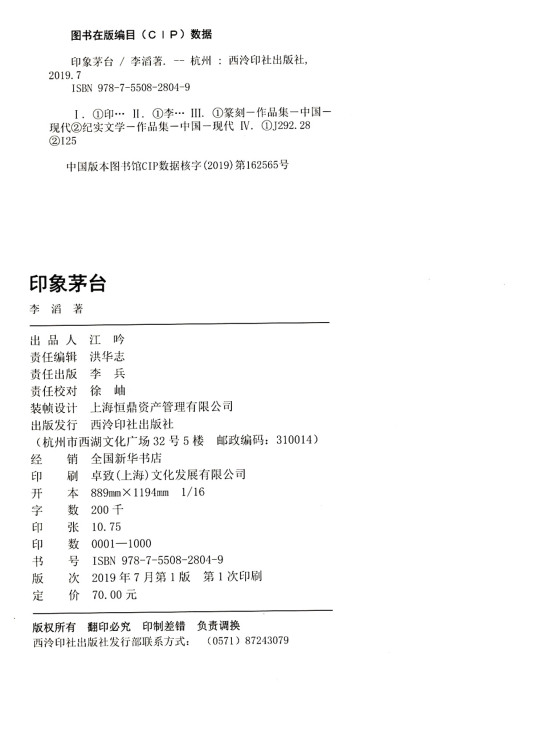 图书在版编目（CIP）数据
印象茅台 / 李滔著. -- 杭州 : 西泠印社出版社,
2019.7
ISBN 978-7-5508-2804-9
Ⅰ. ①印… Ⅱ. ①李… Ⅲ. ①篆刻－作品集－中国－
现代②纪实文学－作品集－中国－现代 Ⅳ. ①J292.28
②I25
中国版本图书馆CIP数据核字(2019)第162565号
印象茅台
李 滔 著
出 品 人 江 吟
责任编辑 洪华志
责任出版 李 兵
责任校对 徐 岫
装帧设计 上海恒鼎资产管理有限公司
出版发行 西泠印社出版社
（杭州市西湖文化广场 32 号 5 楼 邮政编码：310014）
经 销 全国新华书店
印 刷 卓致(上海)文化发展有限公司
开 本 889mm×1194mm 1/16
字 数 200 千
印 张 10.75
印 数 0001—1000
书 号 ISBN 978-7-5508-2804-9
版 次 2019 年 7 月第 1 版 第 1 次印刷
定 价 70.00 元
版权所有 翻印必究 印制差错 负责调换
西泠印社出版社发行部联系方式： （0571）87243079